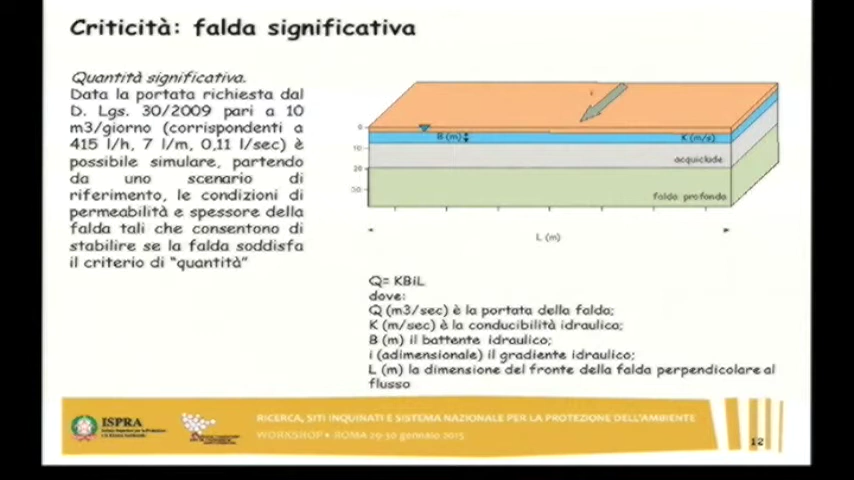 Criticità: falda significativa
Quantità significativa.
Data la portata richiesta dal
D. Lgs. 30/2009 pari a 10
m3/giorno (corrispondenti a
415 l/h, 7 l/m, 0,11 l/sec) è
possibile simulare, partendo
da uno scenario di
riferimento, le condizioni di
permeabilità e spessore della
falda tali che consentono di
stabilire se la falda soddisfa
il criterio di "quantità"
i
0
B (m)
K (m/s)
10
acquiclude
20
30
falda profonda
L (m)
Q= KBiL
dove:
Q (m3/sec) è la portata della falda;
K (m/sec) è la conducibilità idraulica;
B (m) il battente idraulico;
i (adimensionale) il gradiente idraulico;
L (m) la dimensione del fronte della falda perpendicolare al
flusso
ISPRA
RICERCA, SITI INQUINATI E SISTEMA NAZIONALE PER LA PROTEZIONE DELL'AMBIENTE
WORKSHOP • ROMA 29-30 gennaio 2015
12